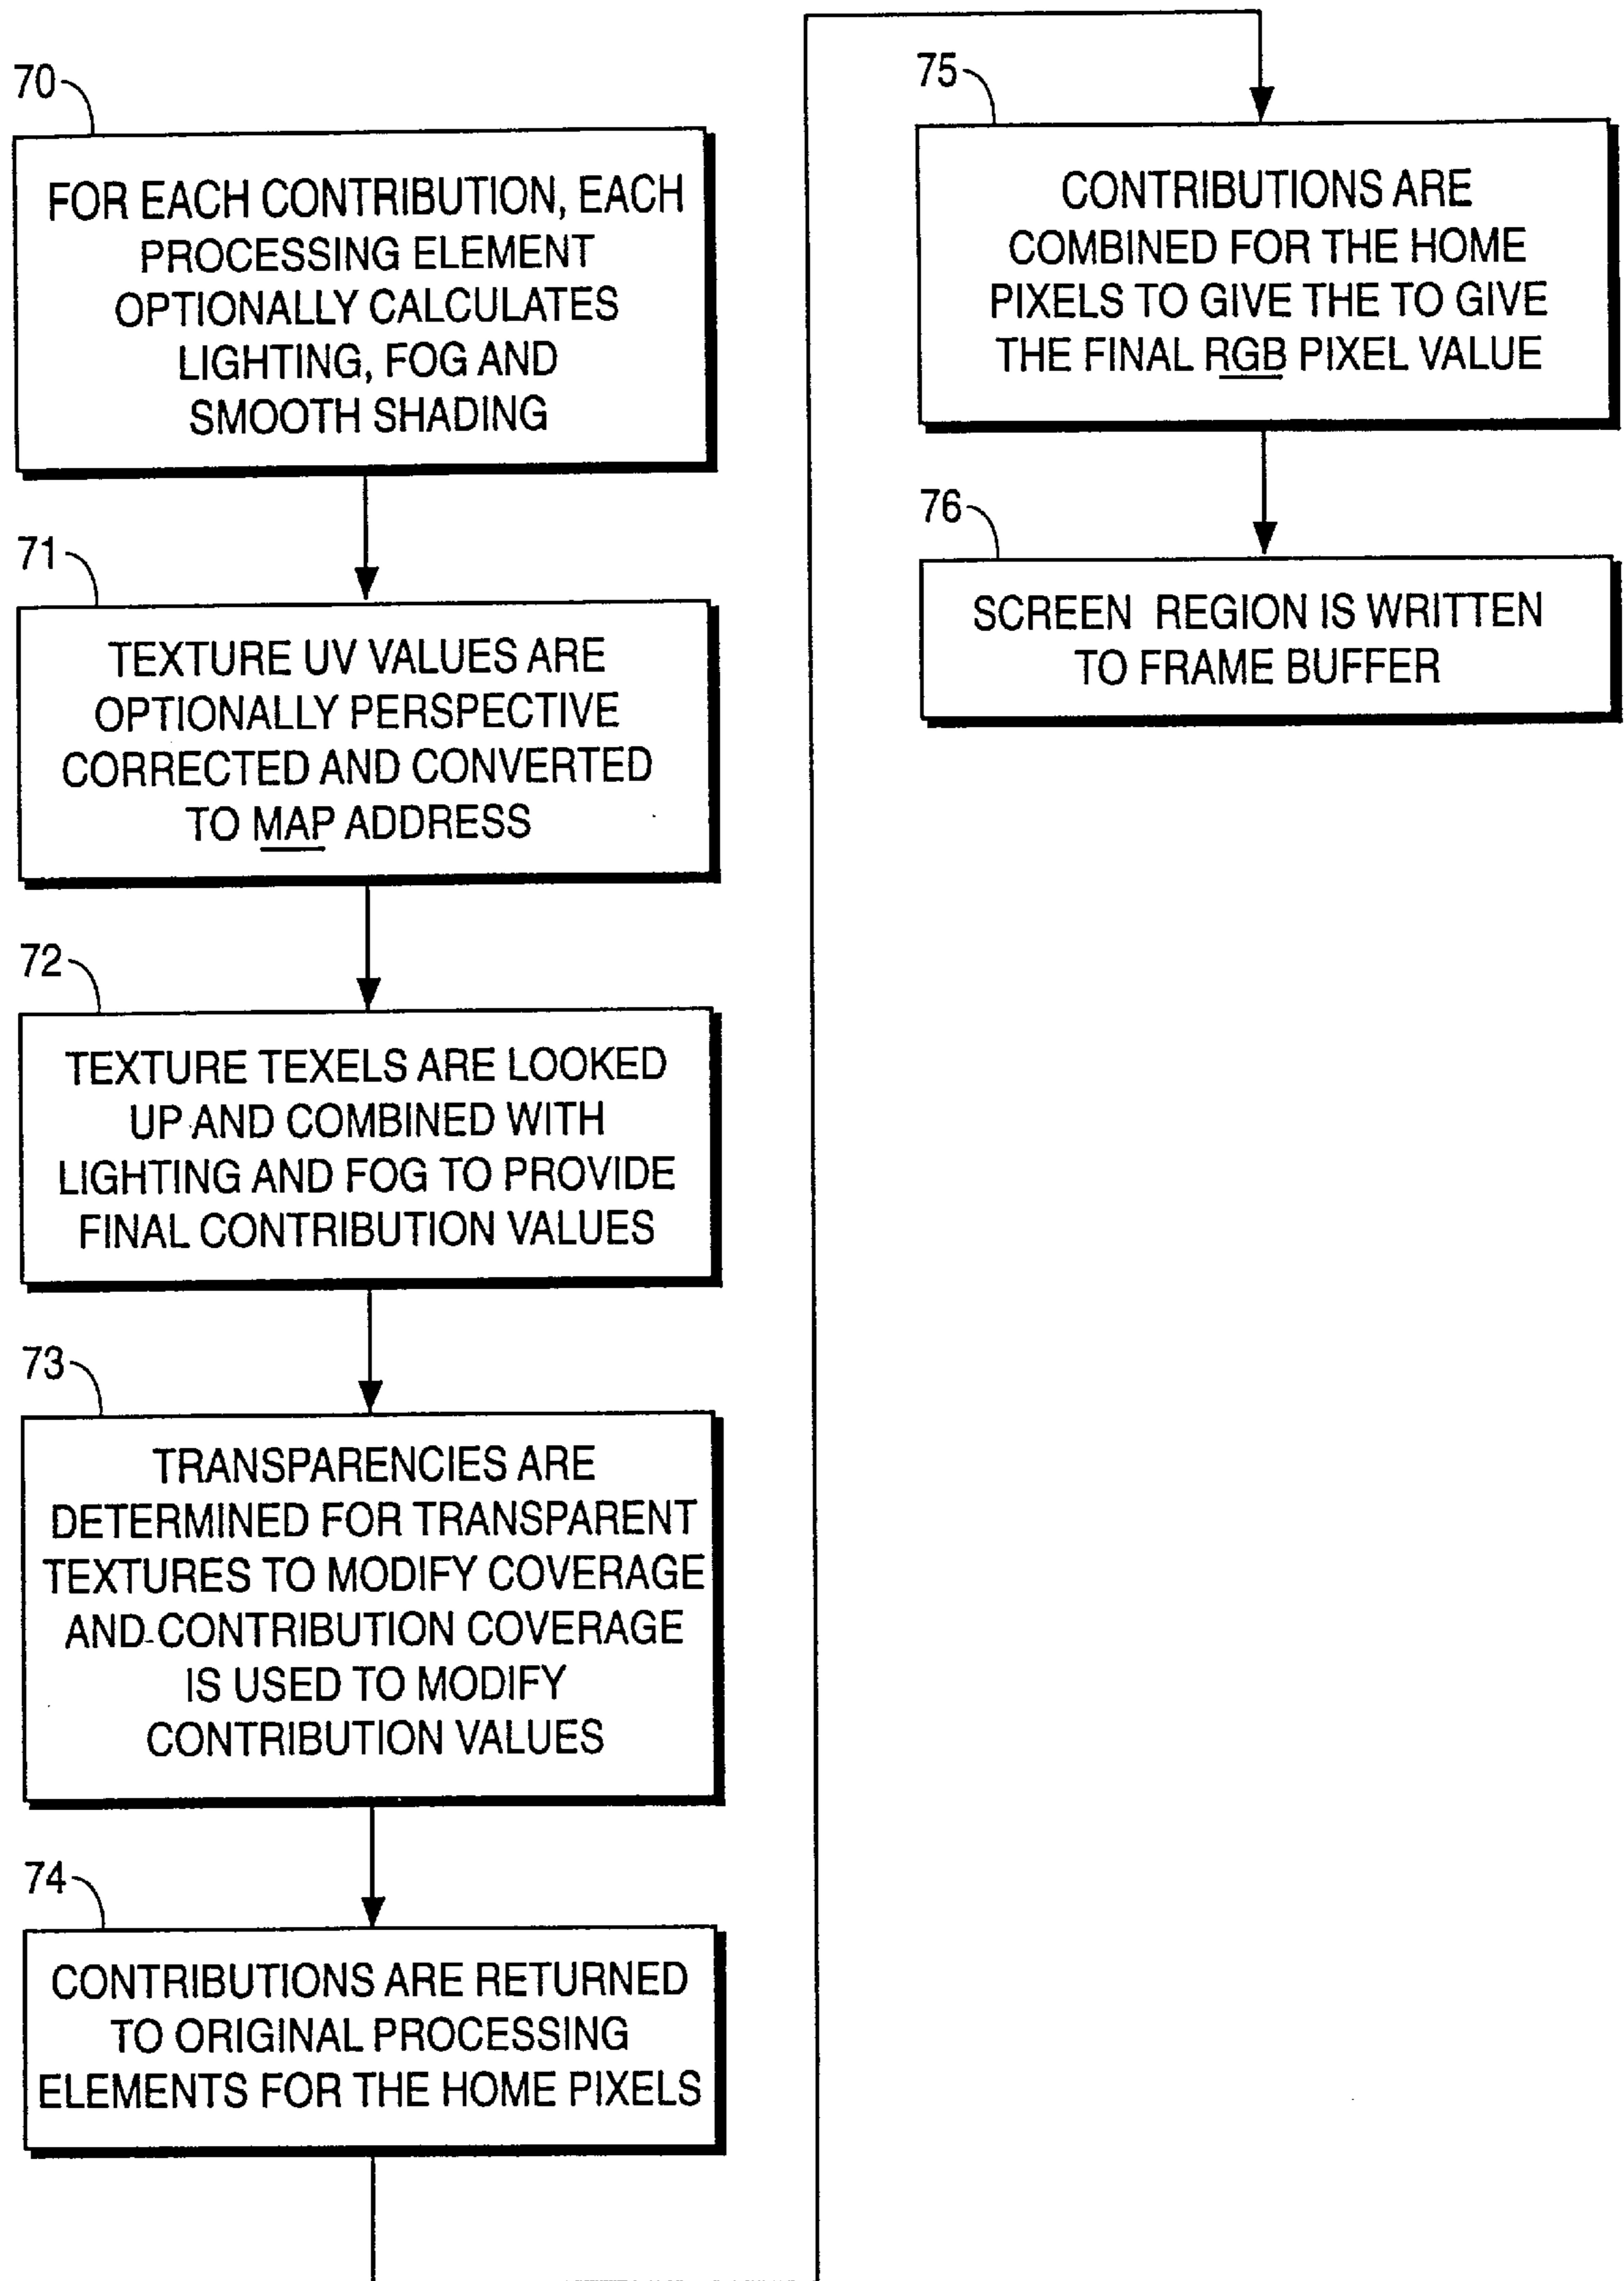 70
FOR EACH CONTRIBUTION, EACH
PROCESSING ELEMENT
OPTIONALLY CALCULATES
LIGHTING, FOG AND
SMOOTH SHADING
71
TEXTURE UV VALUES ARE
OPTIONALLY PERSPECTIVE
CORRECTED AND CONVERTED
TO MAP ADDRESS
72
TEXTURE TEXELS ARE LOOKED
UP AND COMBINED WITH
LIGHTING AND FOG TO PROVIDE
FINAL CONTRIBUTION VALUES
73
TRANSPARENCIES ARE
DETERMINED FOR TRANSPARENT
TEXTURES TO MODIFY COVERAGE
AND CONTRIBUTION COVERAGE
IS USED TO MODIFY
CONTRIBUTION VALUES
74
CONTRIBUTIONS ARE RETURNED
TO ORIGINAL PROCESSING
ELEMENTS FOR THE HOME PIXELS
75
CONTRIBUTIONS ARE
COMBINED FOR THE HOME
PIXELS TO GIVE THE TO GIVE
THE FINAL RGB PIXEL VALUE
76
SCREEN REGION IS WRITTEN
TO FRAME BUFFER